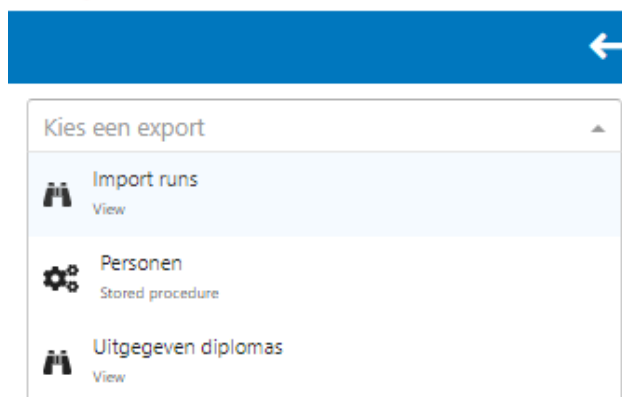 Kies een export
Import runs
View
Personen
Stored procedure
Uitgegeven diplomas
View